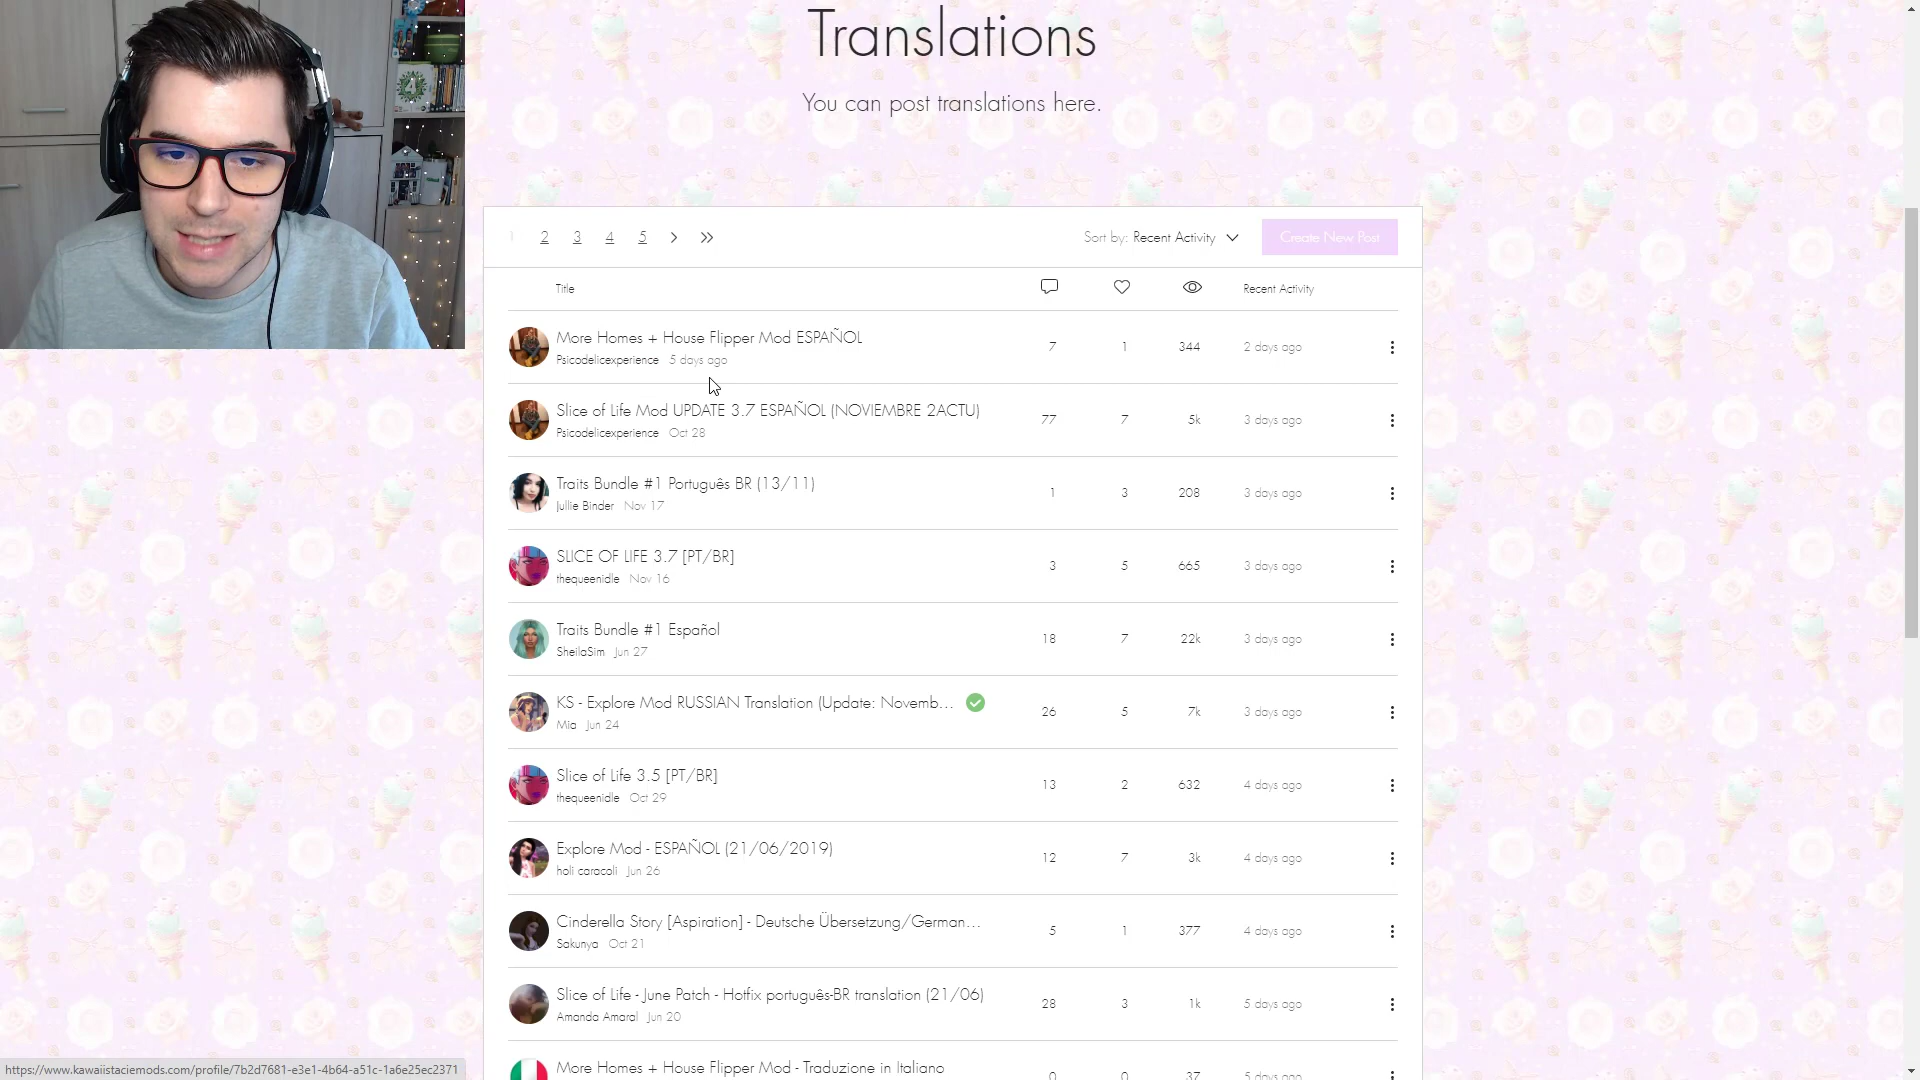 Translations
You can post translations here.
1 2 3 4 5
Sort by: Recent Activity
Create New Post
Title
Recent Activity
More Homes + House Flipper Mod ESPAÑOL
Psicodelicexperience 5 days ago
7 1 344 2 days ago
Slice of Life Mod UPDATE 3.7 ESPAÑOL (NOVIEMBRE 2ACTU)
Psicodelicexperience Oct 28
77 7 5k 3 days ago
Traits Bundle #1 Português BR (13/11)
Jullie Binder Nov 17
1 3 208 3 days ago
SLICE OF LIFE 3.7 [PT/BR]
thequeenidle Nov 16
3 5 665 3 days ago
Traits Bundle #1 Español
SheilaSim Jun 27
18 7 22k 3 days ago
KS - Explore Mod RUSSIAN Translation (Update: Novemb...
Mia Jun 24
26 5 7k 3 days ago
Slice of Life 3.5 [PT/BR]
thequeenidle Oct 29
13 2 632 4 days ago
Explore Mod - ESPAÑOL (21/06/2019)
holi caracoli Jun 26
12 7 3k 4 days ago
Cinderella Story [Aspiration] - Deutsche Übersetzung/German...
Sakunya Oct 21
5 1 377 4 days ago
Slice of Life - June Patch - Hotfix português-BR translation (21/06)
Amanda Amaral Jun 20
28 3 1k 5 days ago
More Homes + House Flipper Mod - Traduzione in Italiano
0 0 37 5 days ago
https://www.kawaiistaciemods.com/profile/7b2d7681-e3e1-4b64-a51c-1a6e25ec2371